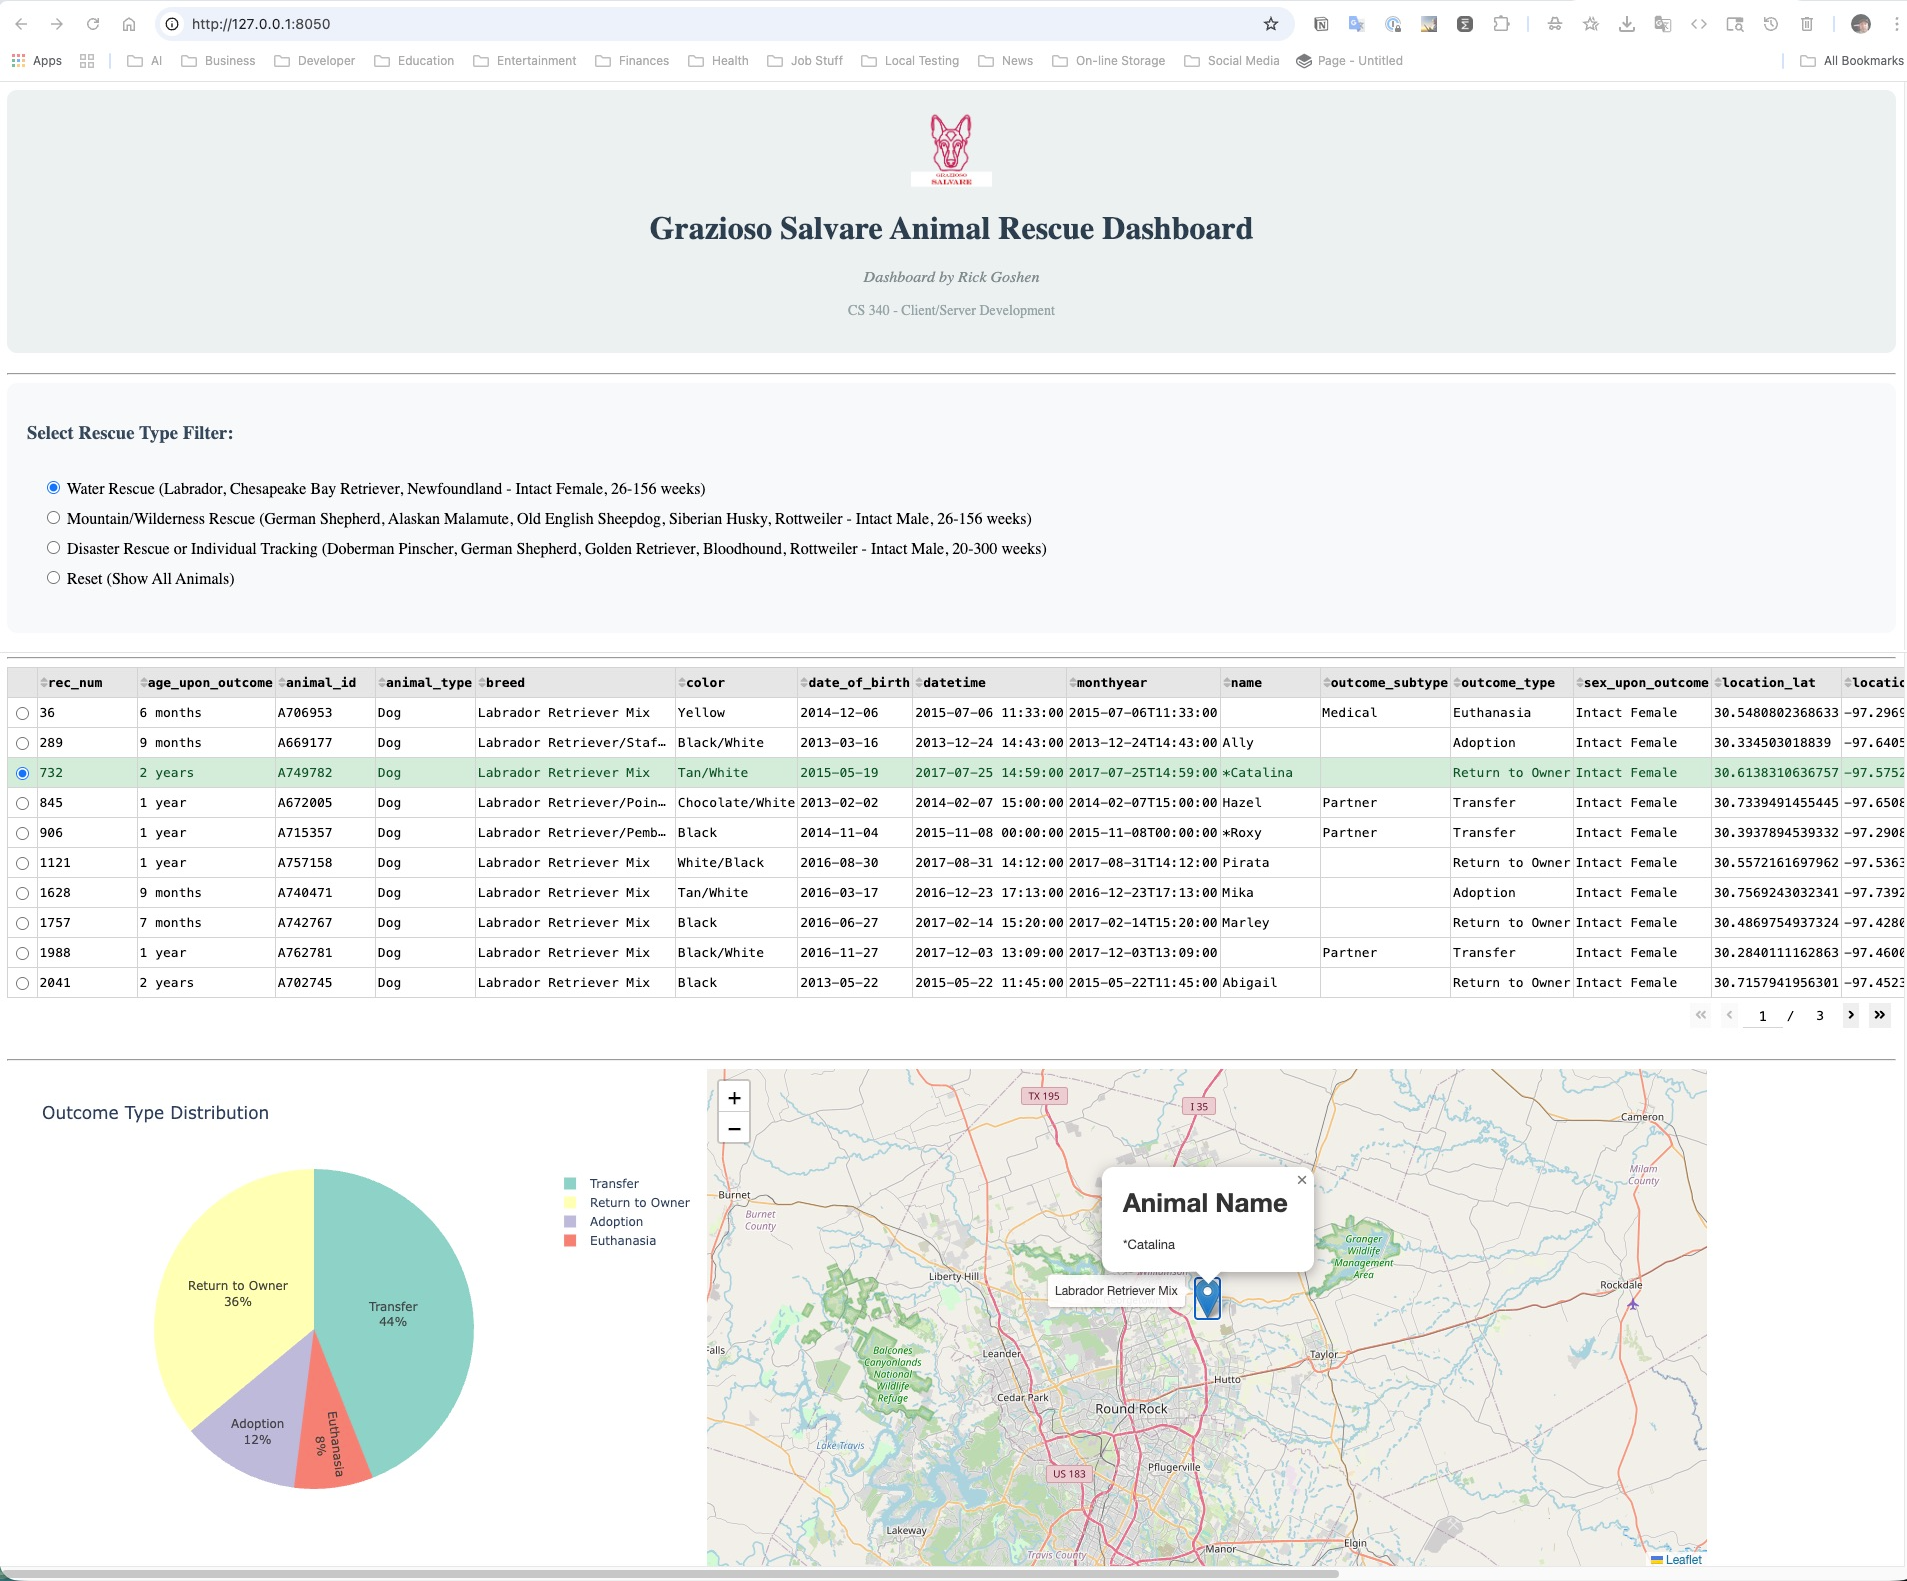 http://127.0.0.1:8050
Apps AI Business Developer Education Entertainment Finances Health Job Stuff Local Testing News On-line Storage Social Media Page - Untitled All Bookmarks
GRAZIOSO
SALVARE
Grazioso Salvare Animal Rescue Dashboard
Dashboard by Rick Goshen
CS 340 - Client/Server Development
Select Rescue Type Filter:
Water Rescue (Labrador, Chesapeake Bay Retriever, Newfoundland - Intact Female, 26-156 weeks)
Mountain/Wilderness Rescue (German Shepherd, Alaskan Malamute, Old English Sheepdog, Siberian Husky, Rottweiler - Intact Male, 26-156 weeks)
Disaster Rescue or Individual Tracking (Doberman Pinscher, German Shepherd, Golden Retriever, Bloodhound, Rottweiler - Intact Male, 20-300 weeks)
Reset (Show All Animals)
rec_num age_upon_outcome animal_id animal_type breed color date_of_birth datetime monthyear name outcome_subtype outcome_type sex_upon_outcome location_lat locatio
36 6 months A706953 Dog Labrador Retriever Mix Yellow 2014-12-06 2015-07-06 11:33:00 2015-07-06T11:33:00 Medical Euthanasia Intact Female 30.5480802368633 -97.2969
289 9 months A669177 Dog Labrador Retriever/Staf… Black/White 2013-03-16 2013-12-24 14:43:00 2013-12-24T14:43:00 Ally Adoption Intact Female 30.334503018839 -97.6405
732 2 years A749782 Dog Labrador Retriever Mix Tan/White 2015-05-19 2017-07-25 14:59:00 2017-07-25T14:59:00 *Catalina Return to Owner Intact Female 30.6138310636757 -97.5752
845 1 year A672005 Dog Labrador Retriever/Poin… Chocolate/White 2013-02-02 2014-02-07 15:00:00 2014-02-07T15:00:00 Hazel Partner Transfer Intact Female 30.7339491455445 -97.6508
906 1 year A715357 Dog Labrador Retriever/Pemb… Black 2014-11-04 2015-11-08 00:00:00 2015-11-08T00:00:00 *Roxy Partner Transfer Intact Female 30.3937894539332 -97.2908
1121 1 year A757158 Dog Labrador Retriever Mix White/Black 2016-08-30 2017-08-31 14:12:00 2017-08-31T14:12:00 Pirata Return to Owner Intact Female 30.5572161697962 -97.5363
1628 9 months A740471 Dog Labrador Retriever Mix Tan/White 2016-03-17 2016-12-23 17:13:00 2016-12-23T17:13:00 Mika Adoption Intact Female 30.7569243032341 -97.7392
1757 7 months A742767 Dog Labrador Retriever Mix Black 2016-06-27 2017-02-14 15:20:00 2017-02-14T15:20:00 Marley Return to Owner Intact Female 30.4869754937324 -97.4280
1988 1 year A762781 Dog Labrador Retriever Mix Black/White 2016-11-27 2017-12-03 13:09:00 2017-12-03T13:09:00 Partner Transfer Intact Female 30.2840111162863 -97.4600
2041 2 years A702745 Dog Labrador Retriever Mix Black 2013-05-22 2015-05-22 11:45:00 2015-05-22T11:45:00 Abigail Return to Owner Intact Female 30.7157941956301 -97.4523
1 / 3
Outcome Type Distribution
Transfer
Return to Owner
Adoption
Euthanasia
Return to Owner
36%
Transfer
44%
Adoption
12%
Euthanasia
8%
+
−
TX 195
I 35
Cameron
Milam
County
Burnet
Burnet
County
Animal Name
×
*Catalina
Granger
Wildlife
Management
Area
Liberty Hill
Labrador Retriever Mix
Rockdale
Falls
Balcones
Canyonlands
National
Wildlife
Refuge
Leander
Taylor
Hutto
Cedar Park
Round Rock
Lake Travis
US 183
Pflugerville
Lakeway
Travis County
Manor
Elgin
Leaflet